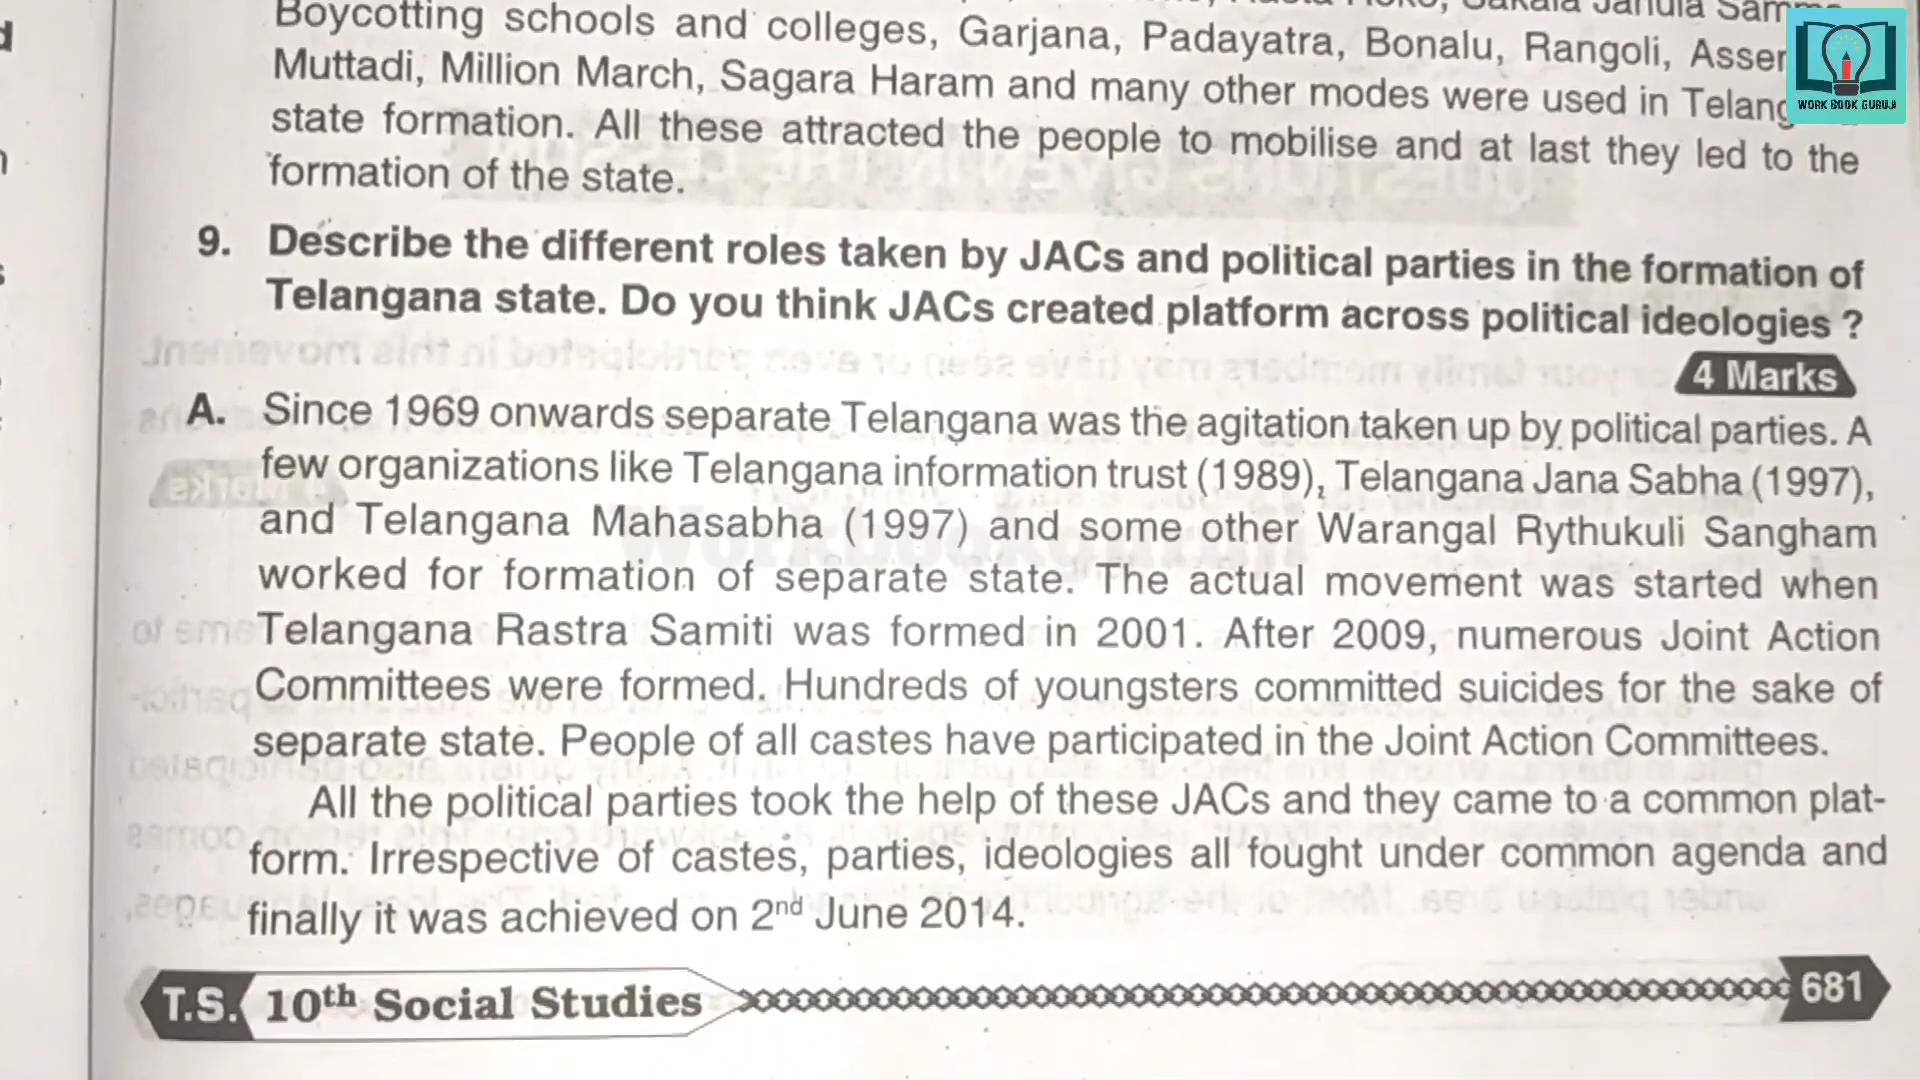 Boycotting schools and colleges, Garjana, Padayatra, Bonalu, Rangoli,
Muttadi, Million March, Sagara Haram and many other modes were used in
state formation. All these attracted the people to mobilise and at last they led to the
formation of the state.
9. Describe the different roles taken by JACs and political parties in the formation of
Telangana state. Do you think JACs created platform across political ideologies ?
4 Marks
A. Since 1969 onwards separate Telangana was the agitation taken up by political parties. A
few organizations like Telangana information trust (1989), Telangana Jana Sabha (1997),
and Telangana Mahasabha (1997) and some other Warangal Rythukuli Sangham
worked for formation of separate state. The actual movement was started when
Telangana Rastra Samiti was formed in 2001. After 2009, numerous Joint Action
Committees were formed. Hundreds of youngsters committed suicides for the sake of
separate state. People of all castes have participated in the Joint Action Committees.
All the political parties took the help of these JACs and they came to a common plat-
form. Irrespective of castes, parties, ideologies all fought under common agenda and
finally it was achieved on 2nd June 2014.
T.S. 10th Social Studies 681
WORK BOOK GURUJI